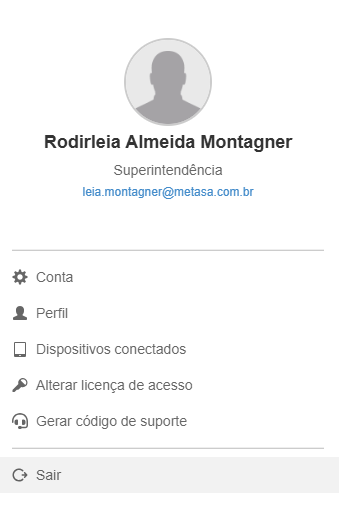 Rodirleia Almeida Montagner
Superintendência
leia.montagner@metasa.com.br
Conta
Perfil
Dispositivos conectados
Alterar licença de acesso
Gerar código de suporte
Sair